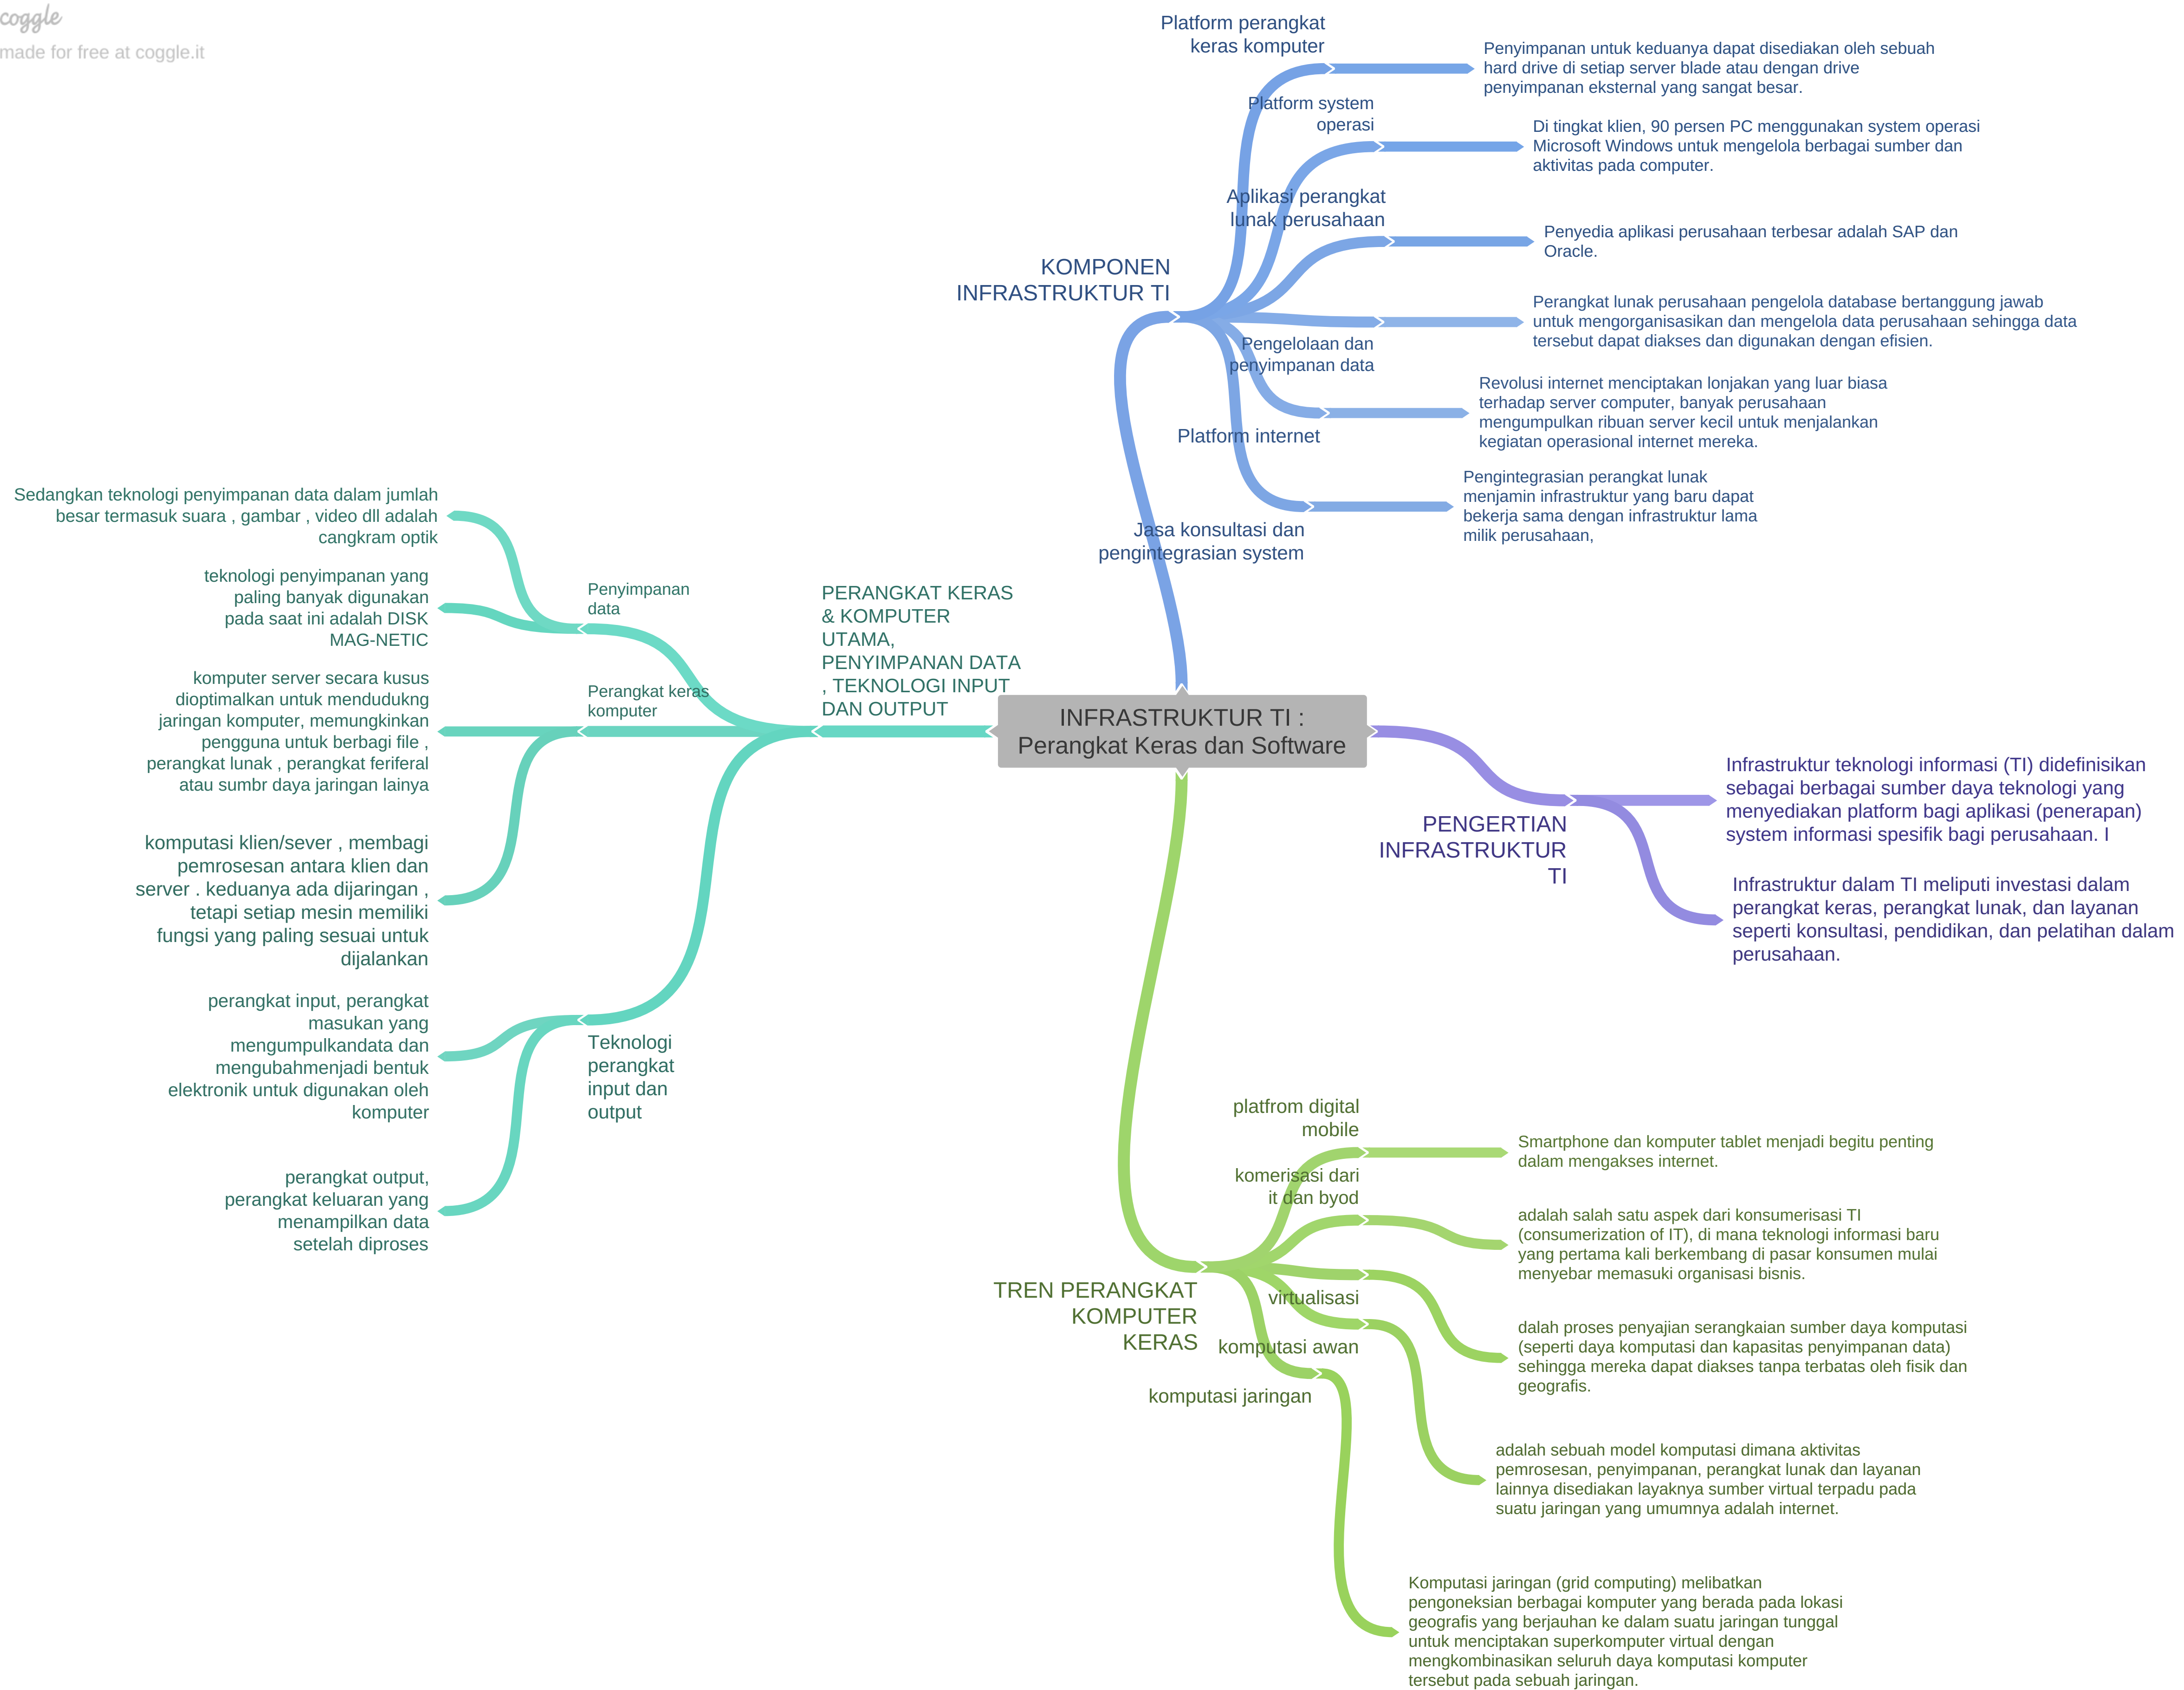 coggle
made for free at coggle.it
Platform perangkat
keras komputer
Penyimpanan untuk keduanya dapat disediakan oleh sebuah
hard drive di setiap server blade atau dengan drive
penyimpanan eksternal yang sangat besar.
Platform system
operasi
Di tingkat klien, 90 persen PC menggunakan system operasi
Microsoft Windows untuk mengelola berbagai sumber dan
aktivitas pada computer.
Aplikasi perangkat
lunak perusahaan
Penyedia aplikasi perusahaan terbesar adalah SAP dan
Oracle.
KOMPONEN
INFRASTRUKTUR TI
Perangkat lunak perusahaan pengelola database bertanggung jawab
untuk mengorganisasikan dan mengelola data perusahaan sehingga data
tersebut dapat diakses dan digunakan dengan efisien.
Pengelolaan dan
penyimpanan data
Revolusi internet menciptakan lonjakan yang luar biasa
terhadap server computer, banyak perusahaan
mengumpulkan ribuan server kecil untuk menjalankan
kegiatan operasional internet mereka.
Platform internet
Pengintegrasian perangkat lunak
menjamin infrastruktur yang baru dapat
bekerja sama dengan infrastruktur lama
milik perusahaan,
Jasa konsultasi dan
pengintegrasian system
Sedangkan teknologi penyimpanan data dalam jumlah
besar termasuk suara , gambar , video dll adalah
cangkram optik
teknologi penyimpanan yang
paling banyak digunakan
pada saat ini adalah DISK
MAG-NETIC
Penyimpanan
data
komputer server secara kusus
dioptimalkan untuk mendudukng
jaringan komputer, memungkinkan
pengguna untuk berbagi file ,
perangkat lunak , perangkat feriferal
atau sumbr daya jaringan lainya
Perangkat keras
komputer
komputasi klien/sever , membagi
pemrosesan antara klien dan
server . keduanya ada dijaringan ,
tetapi setiap mesin memiliki
fungsi yang paling sesuai untuk
dijalankan
perangkat input, perangkat
masukan yang
mengumpulkandata dan
mengubahmenjadi bentuk
elektronik untuk digunakan oleh
komputer
Teknologi
perangkat
input dan
output
perangkat output,
perangkat keluaran yang
menampilkan data
setelah diproses
PERANGKAT KERAS
& KOMPUTER
UTAMA,
PENYIMPANAN DATA
, TEKNOLOGI INPUT
DAN OUTPUT
INFRASTRUKTUR TI :
Perangkat Keras dan Software
PENGERTIAN
INFRASTRUKTUR
TI
Infrastruktur teknologi informasi (TI) didefinisikan
sebagai berbagai sumber daya teknologi yang
menyediakan platform bagi aplikasi (penerapan)
system informasi spesifik bagi perusahaan. I
Infrastruktur dalam TI meliputi investasi dalam
perangkat keras, perangkat lunak, dan layanan
seperti konsultasi, pendidikan, dan pelatihan dalam
perusahaan.
platfrom digital
mobile
Smartphone dan komputer tablet menjadi begitu penting
dalam mengakses internet.
komerisasi dari
it dan byod
adalah salah satu aspek dari konsumerisasi TI
(consumerization of IT), di mana teknologi informasi baru
yang pertama kali berkembang di pasar konsumen mulai
menyebar memasuki organisasi bisnis.
TREN PERANGKAT
KOMPUTER
KERAS
virtualisasi
dalah proses penyajian serangkaian sumber daya komputasi
(seperti daya komputasi dan kapasitas penyimpanan data)
sehingga mereka dapat diakses tanpa terbatas oleh fisik dan
geografis.
komputasi awan
adalah sebuah model komputasi dimana aktivitas
pemrosesan, penyimpanan, perangkat lunak dan layanan
lainnya disediakan layaknya sumber virtual terpadu pada
suatu jaringan yang umumnya adalah internet.
komputasi jaringan
Komputasi jaringan (grid computing) melibatkan
pengoneksian berbagai komputer yang berada pada lokasi
geografis yang berjauhan ke dalam suatu jaringan tunggal
untuk menciptakan superkomputer virtual dengan
mengkombinasikan seluruh daya komputasi komputer
tersebut pada sebuah jaringan.